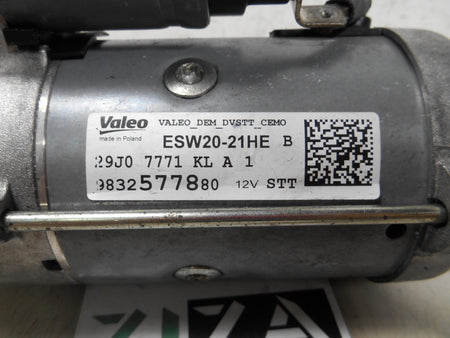 Valeo
VALEO_DEM_DVSTT_CEMO
made in Poland
ESW20-21HE B
29J0 7771 KL A 1
9832577880
12V STT